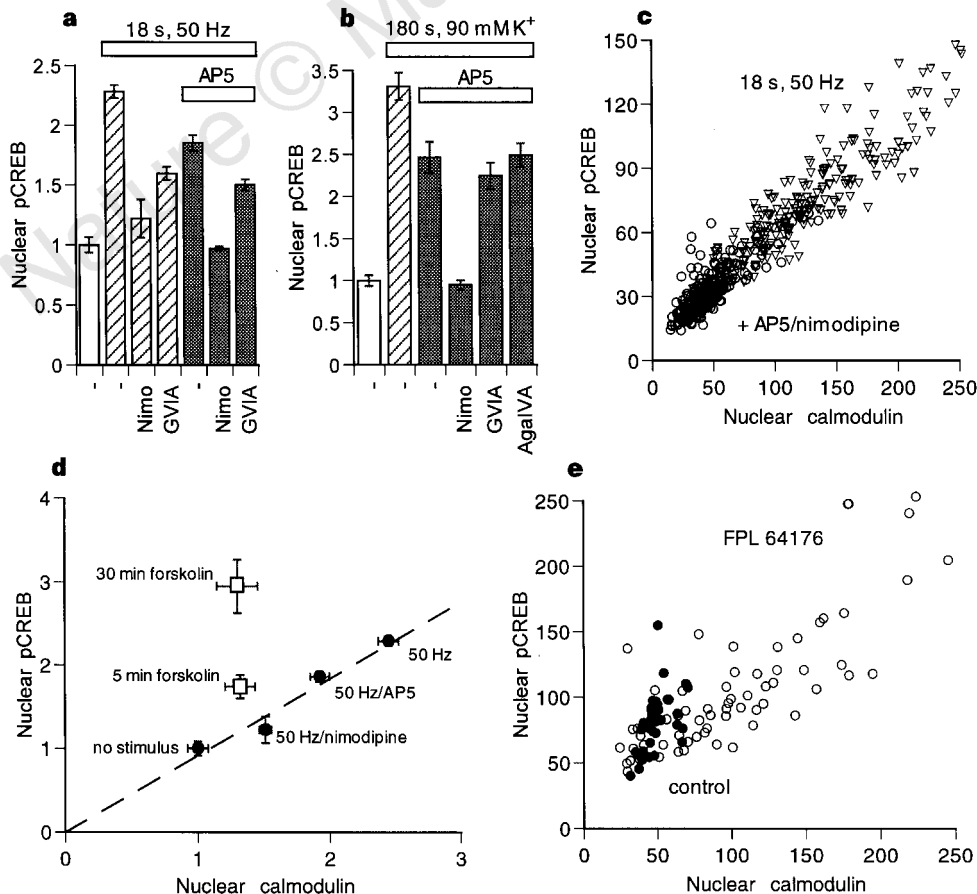 Nature ©
a
18 s, 50 Hz
AP5
Nuclear pCREB
2.5
2
1.5
1
0.5
0
-
-
Nimo
GVIA
-
Nimo
GVIA
b
180 s, 90 mMK+
AP5
Nuclear pCREB
3.5
3
2.5
2
1.5
1
0.5
0
-
-
-
Nimo
GVIA
AgaIVA
c
18 s, 50 Hz
+ AP5/nimodipine
Nuclear pCREB
150
120
90
60
30
0
0 50 100 150 200 250
Nuclear calmodulin
d
Nuclear pCREB
4
3
2
1
0
30 min forskolin
5 min forskolin
50 Hz
50 Hz/AP5
50 Hz/nimodipine
no stimulus
0 1 2 3
Nuclear calmodulin
e
Nuclear pCREB
250
200
150
100
50
0
FPL 64176
control
0 50 100 150 200 250
Nuclear calmodulin